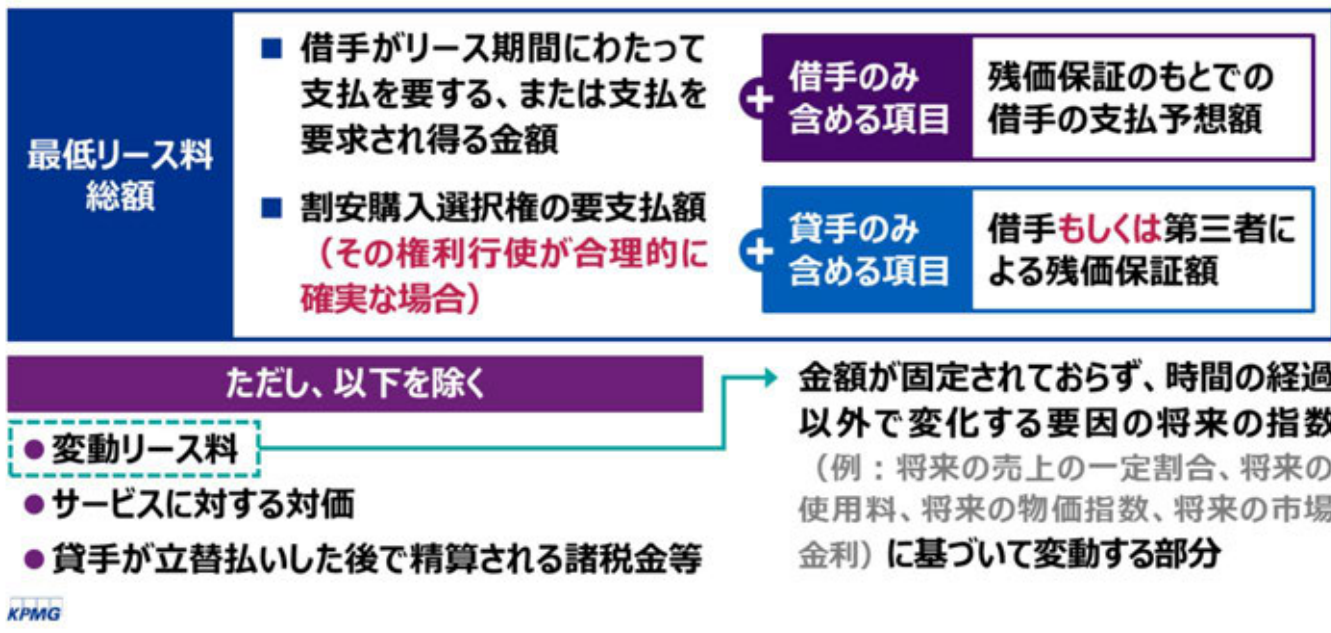 最低リース料
総額
■ 借手がリース期間にわたって
支払を要する、または支払を
要求され得る金額
■ 割安購入選択権の要支払額
（その権利行使が合理的に
確実な場合）
+ 借手のみ
含める項目
残価保証のもとでの
借手の支払予想額
+ 貸手のみ
含める項目
借手もしくは第三者に
よる残価保証額
ただし、以下を除く
● 変動リース料
● サービスに対する対価
● 貸手が立替払いした後で精算される諸税金等
金額が固定されておらず、時間の経過
以外で変化する要因の将来の指数
（例：将来の売上の一定割合、将来の
使用料、将来の物価指数、将来の市場
金利）に基づいて変動する部分
KPMG